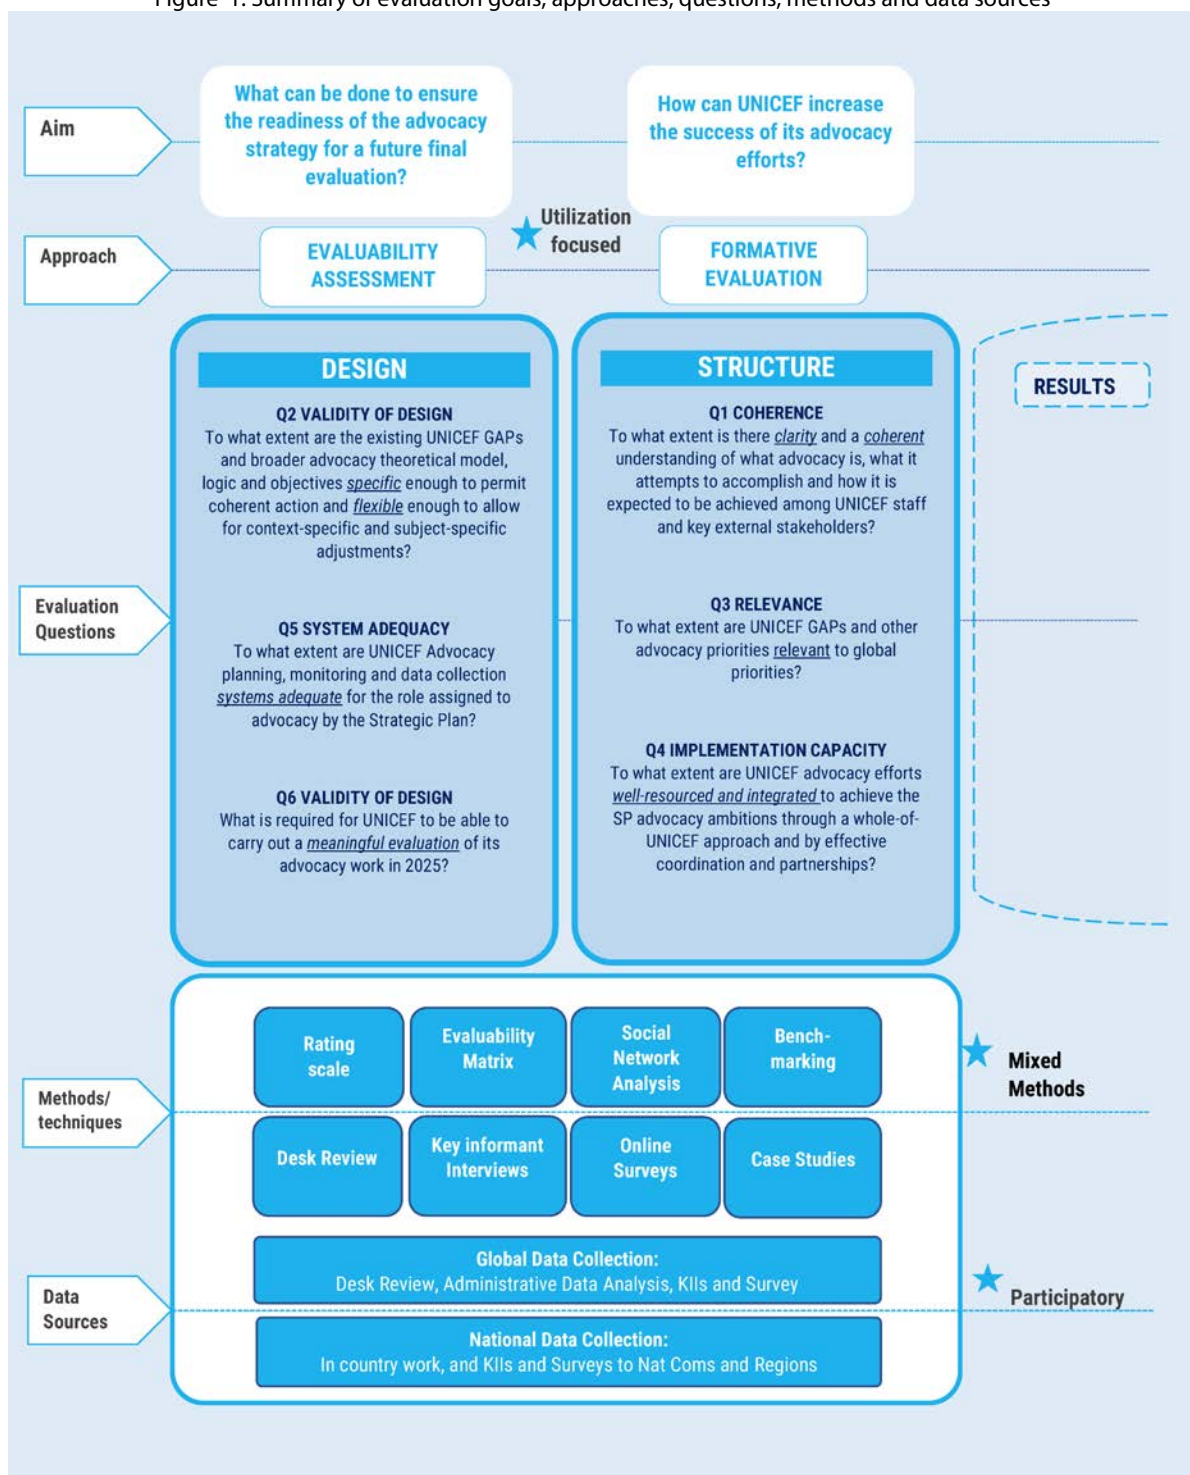 Figure 1: Summary of evaluation goals, approaches, questions, methods and data sources
Aim
What can be done to ensure
the readiness of the advocacy
strategy for a future final
evaluation?
How can UNICEF increase
the success of its advocacy
efforts?
Approach
EVALUABILITY
ASSESSMENT
Utilization
focused
FORMATIVE
EVALUATION
Evaluation
Questions
DESIGN
Q2 VALIDITY OF DESIGN
To what extent are the existing UNICEF GAPs
and broader advocacy theoretical model,
logic and objectives specific enough to permit
coherent action and flexible enough to allow
for context-specific and subject-specific
adjustments?
Q5 SYSTEM ADEQUACY
To what extent are UNICEF Advocacy
planning, monitoring and data collection
systems adequate for the role assigned to
advocacy by the Strategic Plan?
Q6 VALIDITY OF DESIGN
What is required for UNICEF to be able to
carry out a meaningful evaluation of its
advocacy work in 2025?
STRUCTURE
Q1 COHERENCE
To what extent is there clarity and a coherent
understanding of what advocacy is, what it
attempts to accomplish and how it is
expected to be achieved among UNICEF staff
and key external stakeholders?
Q3 RELEVANCE
To what extent are UNICEF GAPs and other
advocacy priorities relevant to global
priorities?
Q4 IMPLEMENTATION CAPACITY
To what extent are UNICEF advocacy efforts
well-resourced and integrated to achieve the
SP advocacy ambitions through a whole-of-
UNICEF approach and by effective
coordination and partnerships?
RESULTS
Methods/
techniques
Rating
scale
Evaluability
Matrix
Social
Network
Analysis
Bench-
marking
Mixed
Methods
Desk Review
Key informant
Interviews
Online
Surveys
Case Studies
Data
Sources
Global Data Collection:
Desk Review, Administrative Data Analysis, KIIs and Survey
Participatory
National Data Collection:
In country work, and KIIs and Surveys to Nat Coms and Regions